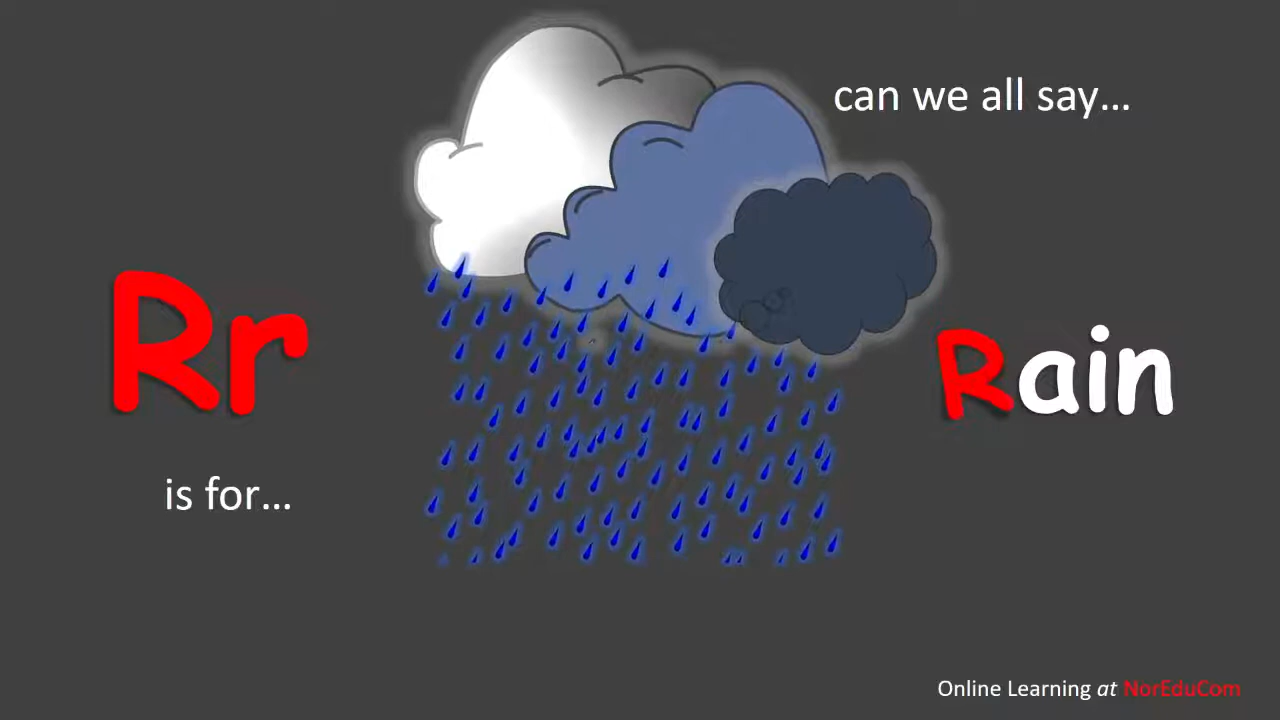 can we all say...
Rr
Rain
is for...
Online Learning at NorEduCom